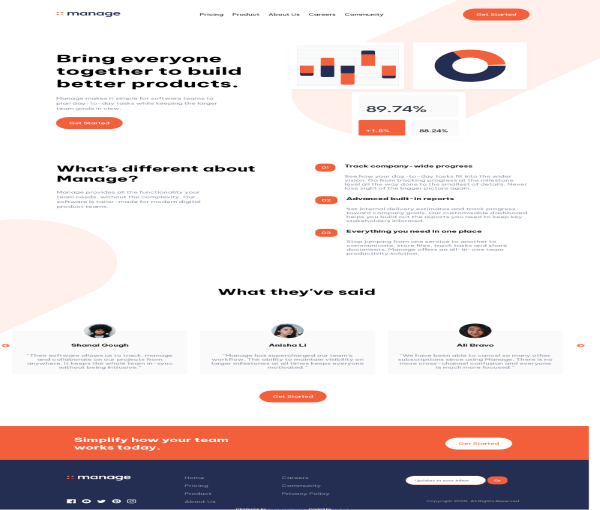 manage
Pricing Product About Us Careers Community
Get Started
Bring everyone
together to build
better products.
Manage makes it simple for software teams to
plan day-to-day tasks while keeping the larger
team goals in view.
Get Started
89.74%
+1.5%
88.24%
What's different about
Manage?
Manage provides all the functionality your
team needs, without the complexity. Our
software is tailor-made for modern digital
product teams.
01 Track company-wide progress
See how your day-to-day tasks fit into the wider
vision. Go from tracking progress at the milestone
level all the way done to the smallest of details. Never
lose sight of the bigger picture again.
02 Advanced built-in reports
Set internal delivery estimates and track progress
toward company goals. Our customisable dashboard
helps you build out the reports you need to keep key
stakeholders informed.
03 Everything you need in one place
Stop jumping from one service to another to
communicate, store files, track tasks and share
documents. Manage offers an all-in-one team
productivity solution.
What they've said
Shanai Gough
"Their software allows us to track, manage
and collaborate on our projects from
anywhere. It keeps the whole team in-sync
without being intrusive."
Anisha Li
"Manage has supercharged our team's
workflow. The ability to maintain visibility on
larger milestones at all times keeps everyone
motivated."
Ali Bravo
"We have been able to cancel so many other
subscriptions since using Manage. There is no
more cross-channel confusion and everyone
is much more focused."
Get Started
Simplify how your team
works today.
Get Started
manage
Home
Pricing
Product
About Us
Careers
Community
Privacy Policy
Updates in your inbox
Go
Copyright 2020. All Rights Reserved